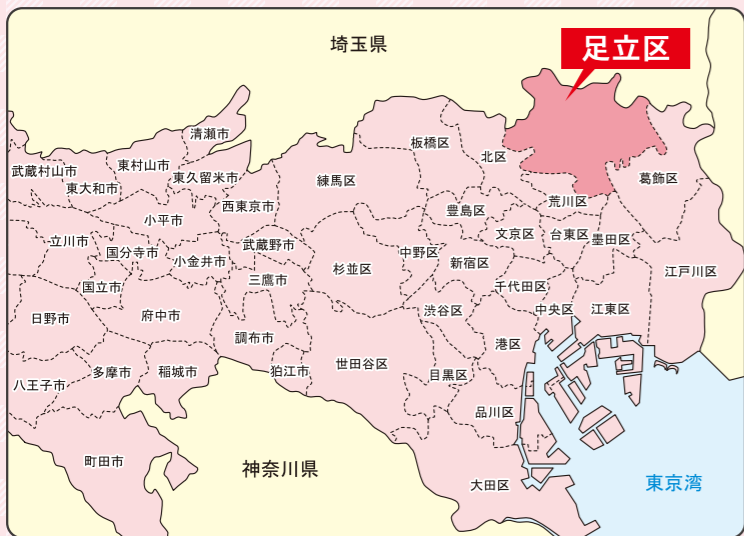 埼玉県
足立区
清瀬市
板橋区
北区
武蔵村山市
東村山市
東久留米市
練馬区
葛飾区
東大和市
西東京市
豊島区
荒川区
小平市
文京区
台東区
墨田区
立川市
国分寺市
小金井市
武蔵野市
中野区
新宿区
杉並区
江戸川区
三鷹市
国立市
千代田区
日野市
府中市
渋谷区
中央区
江東区
調布市
港区
世田谷区
目黒区
八王子市
多摩市
稲城市
狛江市
品川区
町田市
神奈川県
大田区
東京湾